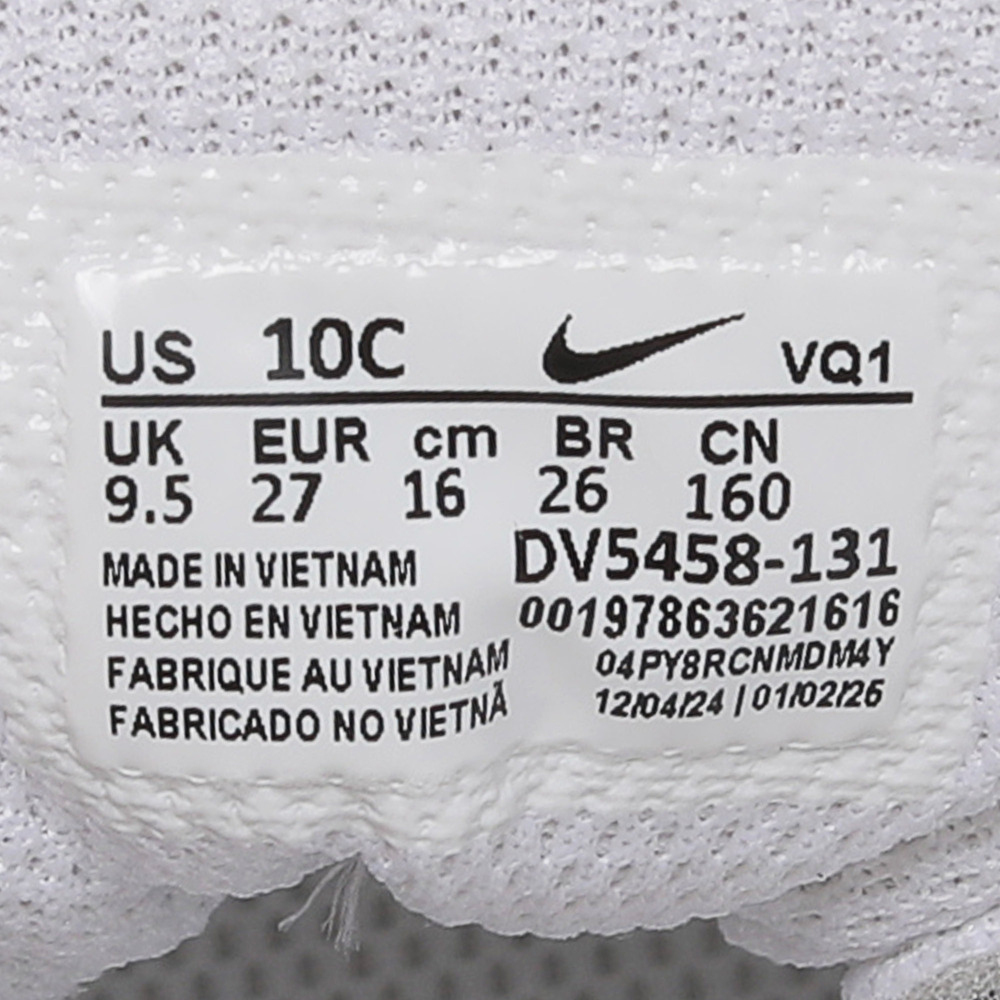 US 10C VQ1
UK EUR cm BR CN
9.5 27 16 26 160
MADE IN VIETNAM
HECHO EN VIETNAM
FABRIQUE AU VIETNAM
FABRICADO NO VIETNÃ
DV5458-131
00197863621616
04PY8RCNMDM4Y
12/04/24 | 01/02/25